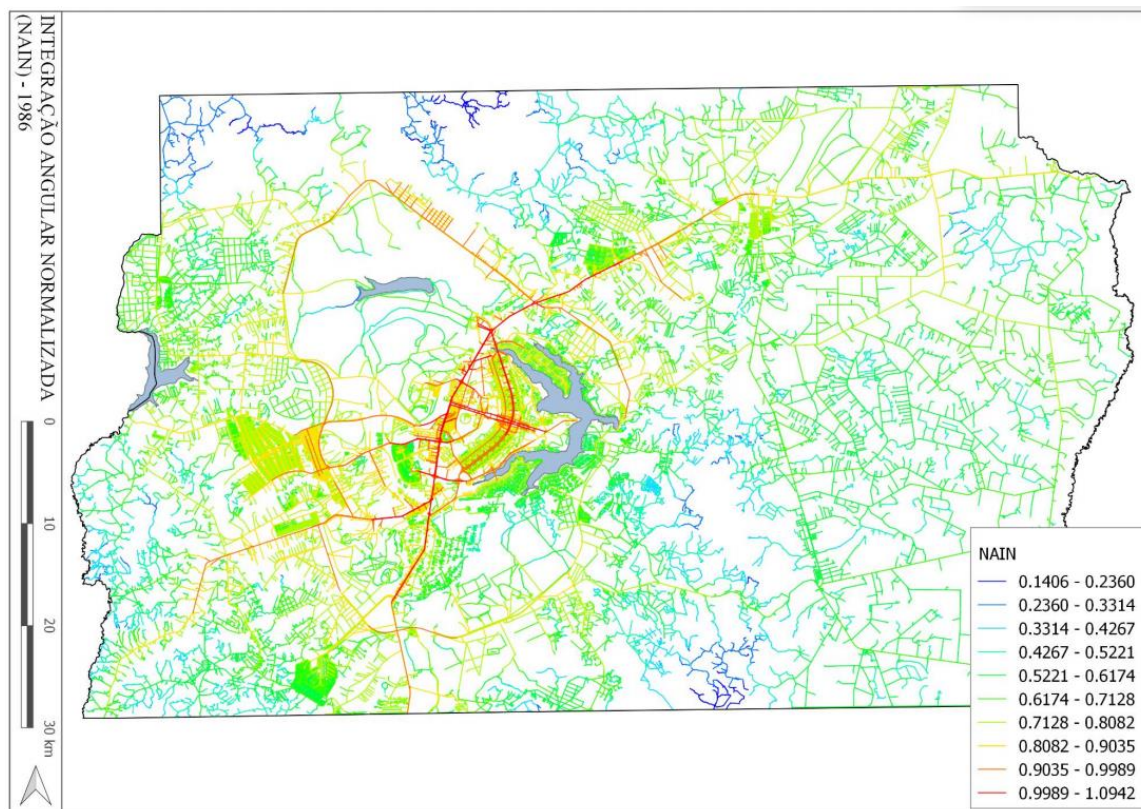 INTEGRAÇÃO ANGULAR NORMALIZADA
(NAIN) - 1986
0
10
20
30 km
NAIN
0.1406 - 0.2360
0.2360 - 0.3314
0.3314 - 0.4267
0.4267 - 0.5221
0.5221 - 0.6174
0.6174 - 0.7128
0.7128 - 0.8082
0.8082 - 0.9035
0.9035 - 0.9989
0.9989 - 1.0942